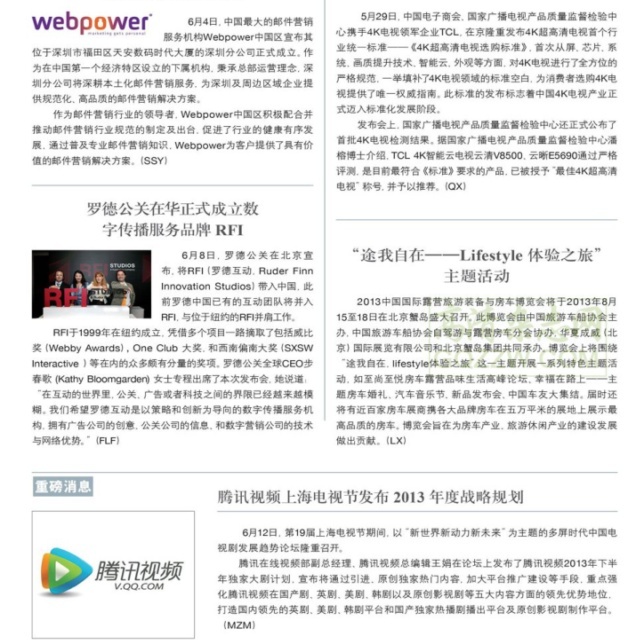 webpower
marketing gets personal
6月4日,中国最大的邮件营销
服务机构Webpower中国区宣布其
位于深圳市福田区天安数码时代大厦的深圳分公司正式成立。作
为在中国第一个经济特区设立的下属机构,秉承总部运营理念,深
圳分公司将深耕本土化邮件营销服务,为深圳及周边区域企业提
供规范化、高品质的邮件营销解决方案。
作为邮件营销行业的领导者,Webpower中国区积极配合并
推动邮件营销行业规范的制定及出台,促进了行业的健康有序发
展,通过普及专业邮件营销知识,Webpower为客户提供了具有价
值的邮件营销解决方案。(SSY)
罗德公关在华正式成立数
字传播服务品牌 RFI
6月8日,罗德公关在北京宣
布,将RFI(罗德互动,Ruder Finn
Innovation Studios)带入中国,此
前罗德中国已有的互动团队将并入
RFI,与位于纽约的RFI并肩工作。
RFI于1999年在纽约成立,凭借多个项目一路摘取了包括威比
奖(Webby Awards),One Club 大奖,和西南偏南大奖(SXSW
Interactive )等在内的众多颇有分量的奖项。罗德公关全球CEO步
春歌(Kathy Bloomgarden)女士专程出席了本次发布会,她说道:
“在互动的世界里,公关、广告或者科技之间的界限已经越来越模
糊。我们希望罗德互动是以策略和创新为导向的数字传播服务机
构,拥有广告公司的创意,公关公司的信息,和数字营销公司的技术
与网络优势。”(FLF)
5月29日,中国电子商会、国家广播电视产品质量监督检验中
心携手4K电视领军企业TCL,在京隆重发布4K超高清电视首个行
业统一标准——《4K超高清电视选购标准》,首次从屏、芯片、系
统、画质提升技术、智能云、外观等方面,对4K电视进行了全方位的
严格规范,一举填补了4K电视领域的标准空白,为消费者选购4K电
视提供了唯一权威指南。此标准的发布标志着中国4K电视产业正
式迈入标准化发展阶段。
发布会上,国家广播电视产品质量监督检验中心还正式公布了
首批4K电视检测结果。据国家广播电视产品质量监督检验中心潘
榕博士介绍,TCL 4K智能云电视云清V8500、云晰E5690通过严格
评测,是目前最符合《标准》要求的产品,已被授予“最佳4K超高清
电视”称号,并予以推荐。(QX)
“途我自在——Lifestyle 体验之旅”
主题活动
2013中国国际露营旅游装备与房车博览会将于2013年8月
15至18日在北京蟹岛盛大召开。此博览会由中国旅游车船协会主
办、中国旅游车船协会自驾游与露营房车分会协办、华夏成威(北
京)国际展览有限公司和北京蟹岛集团共同承办。博览会上将围绕
“途我自在,lifestyle体验之旅”这一主题开展一系列特色主题活
动,如至尚至悦房车露营品味生活高峰论坛、幸福在路上——主
题房车婚礼、汽车音乐节、新品发布会、中国车友大集结。届时还
将有近百家房车展商携各大品牌房车在五万平米的展地上展示最
高品质的房车。博览会旨在为房车产业、旅游休闲产业的建设发展
做出贡献。(LX)
重磅消息
腾讯视频上海电视节发布 2013 年度战略规划
腾讯视频
V.QQ.COM
6月12日,第19届上海电视节期间,以“新世界新动力新未来”为主题的多屏时代中国电
视剧发展趋势论坛隆重召开。
腾讯在线视频部副总经理、腾讯视频总编辑王娟在论坛上发布了腾讯视频2013年下
半年独家大剧计划,宣布将通过引进、原创独家热门内容、加大平台推广建设等手段,重点强
化腾讯视频在国产剧、英剧、美剧、韩剧以及原创影视剧等五大内容方面的领先优势地位,
打造国内领先的英剧、美剧、韩剧平台和国产独家热播剧播出平台及原创影视剧制作平台。
(MZM)